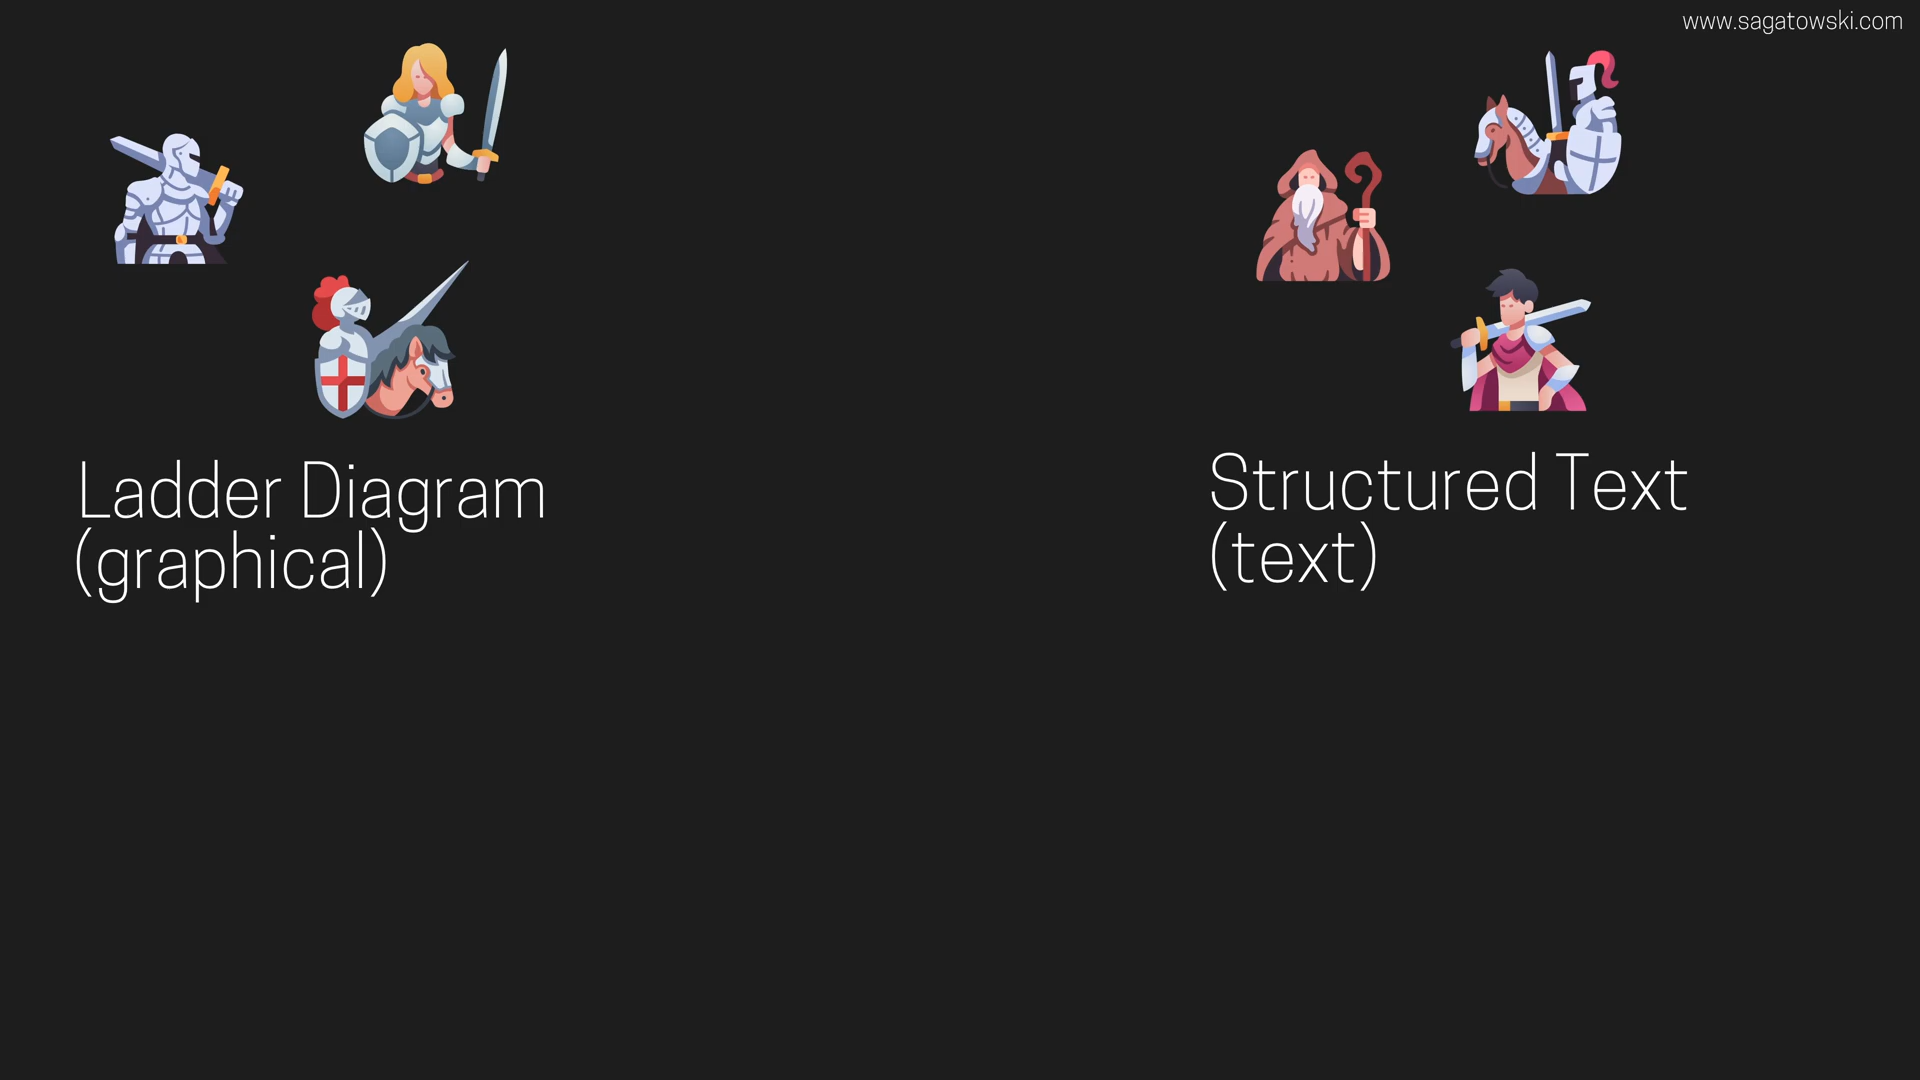 www.sagatowski.com
Ladder Diagram
(graphical)
Structured Text
(text)